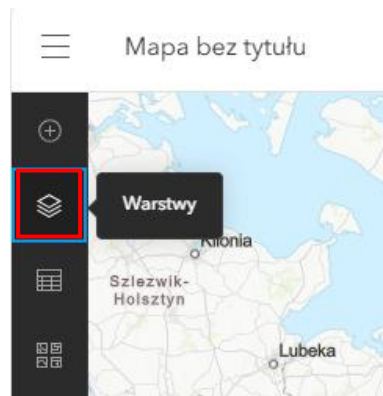 Mapa bez tytułu
Warstwy
Kilonia
Szlezwik-
Holsztyn
Lubeka